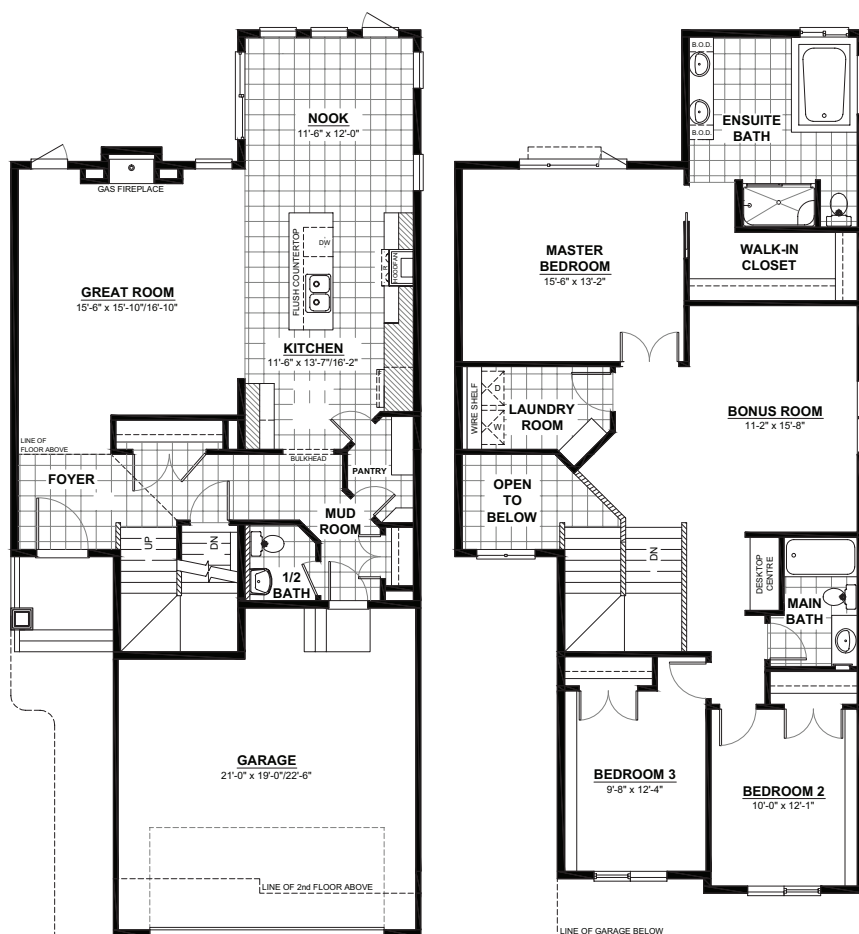 NOOK
11'-6" x 12'-0"
GAS FIREPLACE
GREAT ROOM
15'-6" x 15'-10"/16'-10"
FLUSH COUNTERTOP
DW
R
HOODFAN
KITCHEN
11'-6" x 13'-7"/16'-2"
LINE OF
FLOOR ABOVE
FOYER
BULKHEAD
PANTRY
MUD
ROOM
UP
DN
1/2
BATH
GARAGE
21'-0" x 19'-0"/22'-6"
LINE OF 2nd FLOOR ABOVE
B.O.D.
ENSUITE
BATH
B.O.D.
MASTER
BEDROOM
15'-6" x 13'-2"
WALK-IN
CLOSET
WIRE SHELF
D
W
LAUNDRY
ROOM
BONUS ROOM
11'-2" x 15'-8"
OPEN
TO
BELOW
DN
DESKTOP
CENTRE
MAIN
BATH
BEDROOM 3
9'-8" x 12'-4"
BEDROOM 2
10'-0" x 12'-1"
LINE OF GARAGE BELOW